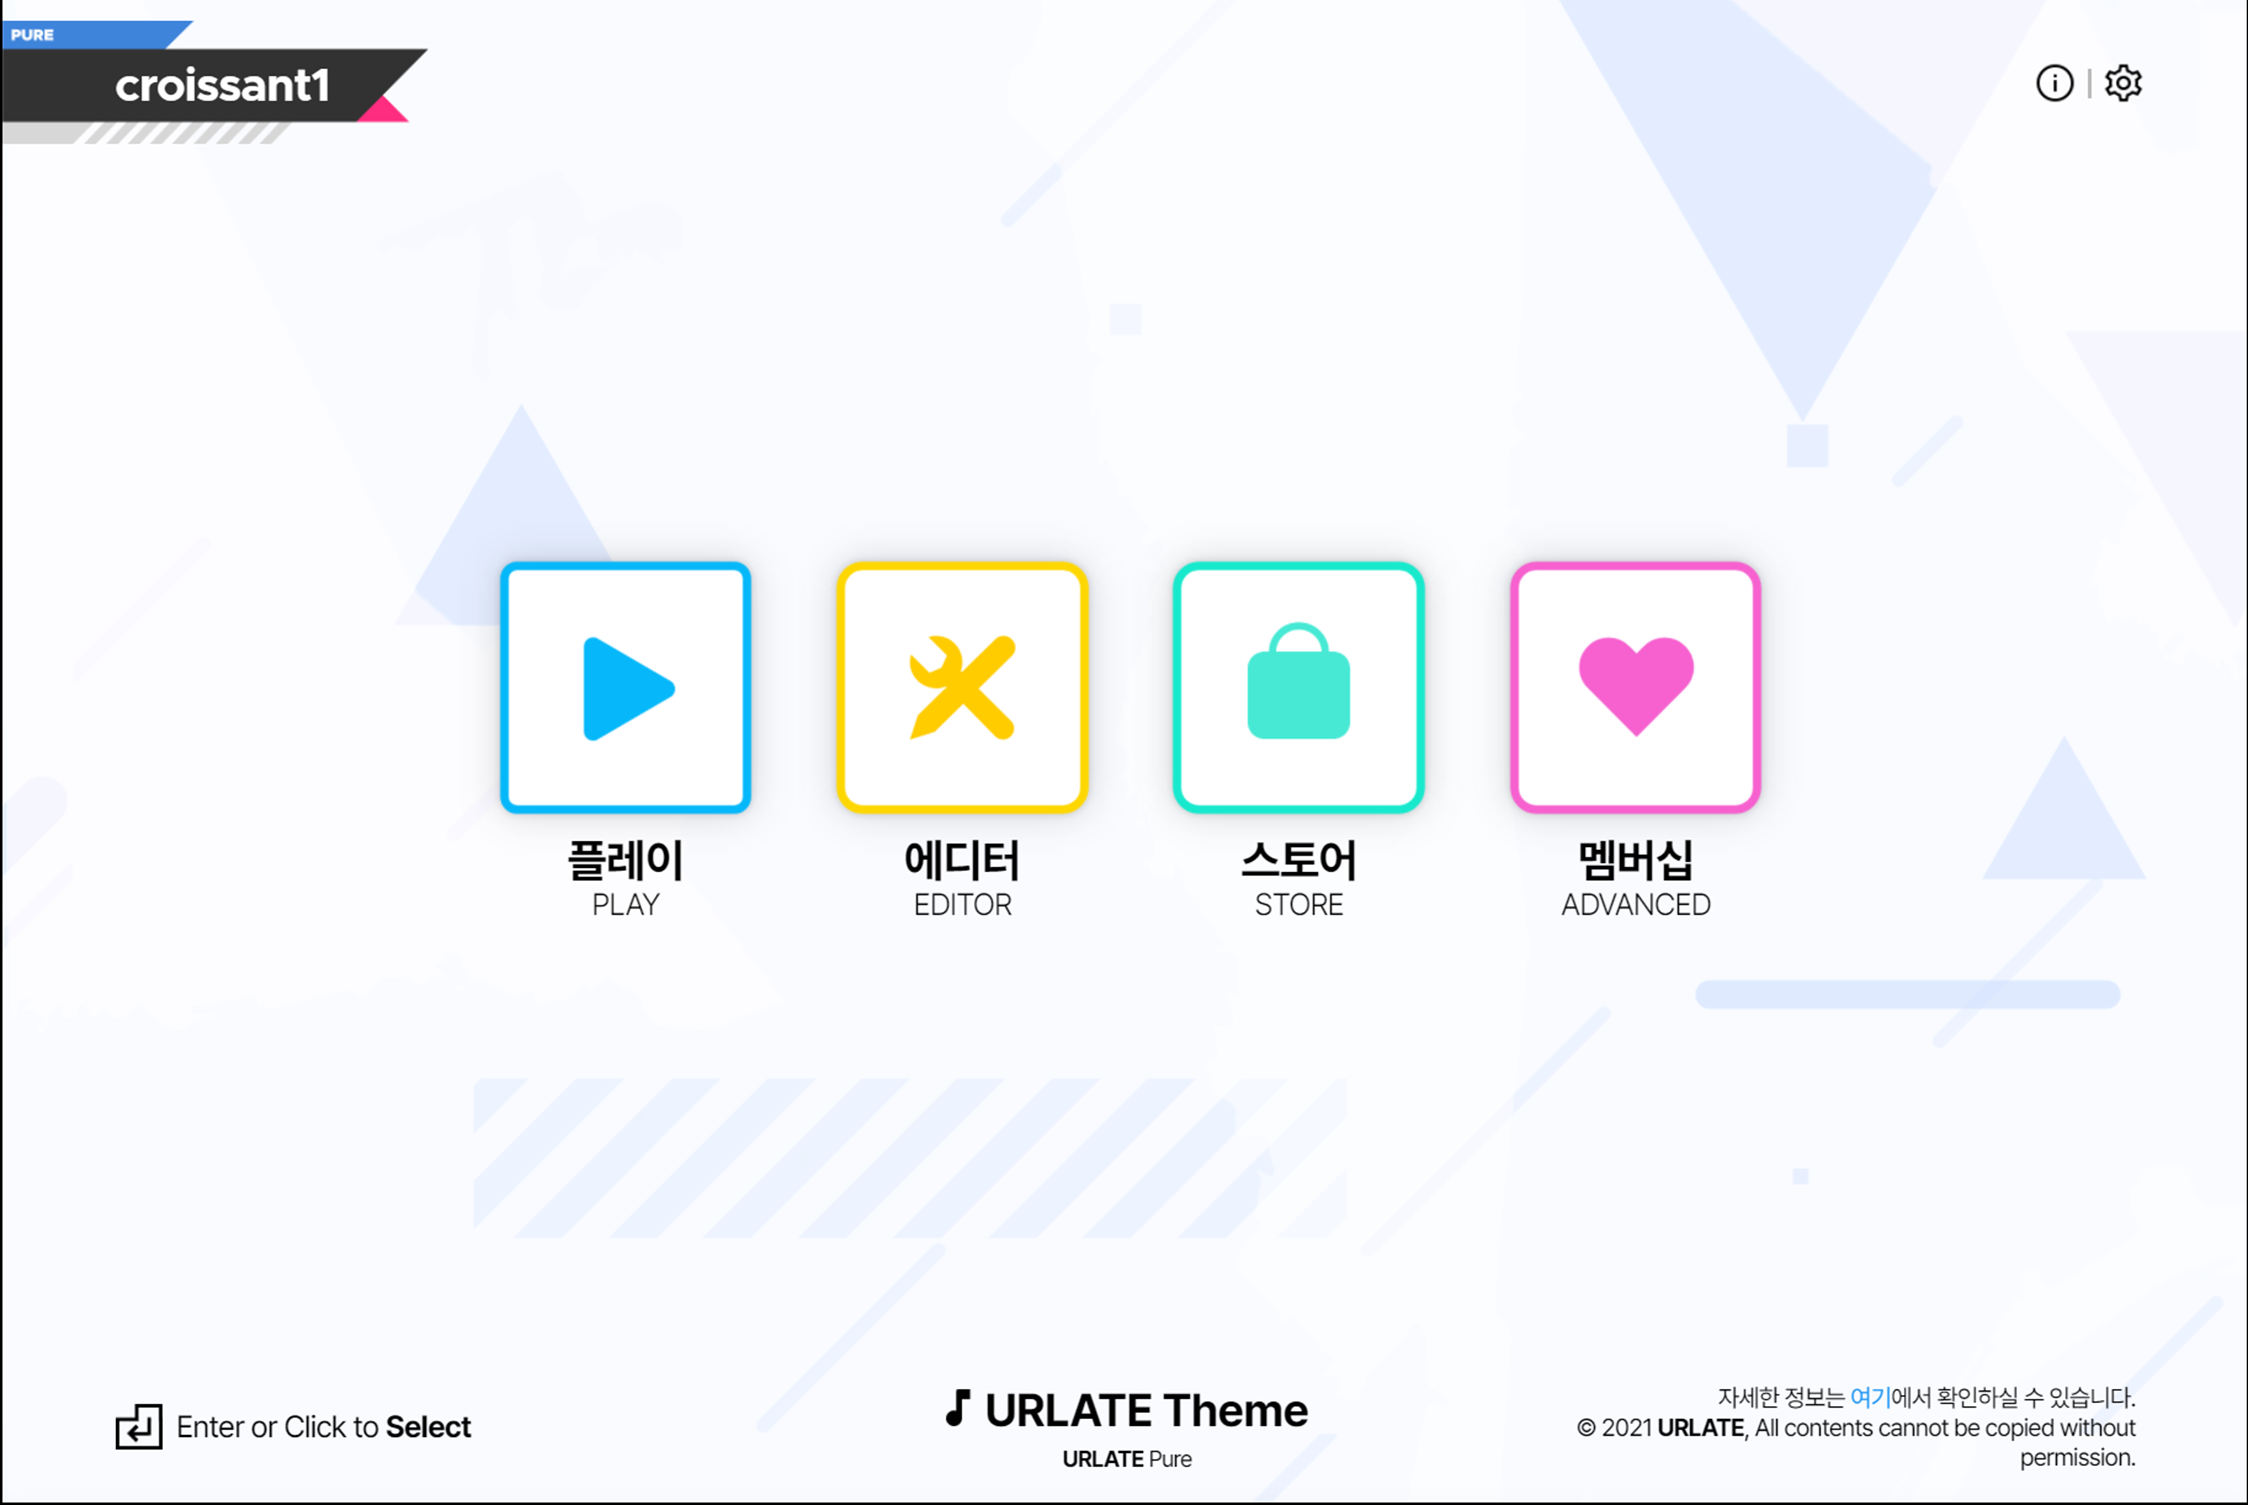 PURE
croissant1
플레이
PLAY
에디터
EDITOR
스토어
STORE
멤버십
ADVANCED
Enter or Click to Select
URLATE Theme
URLATE Pure
자세한 정보는 여기에서 확인하실 수 있습니다.
© 2021 URLATE, All contents cannot be copied without
permission.